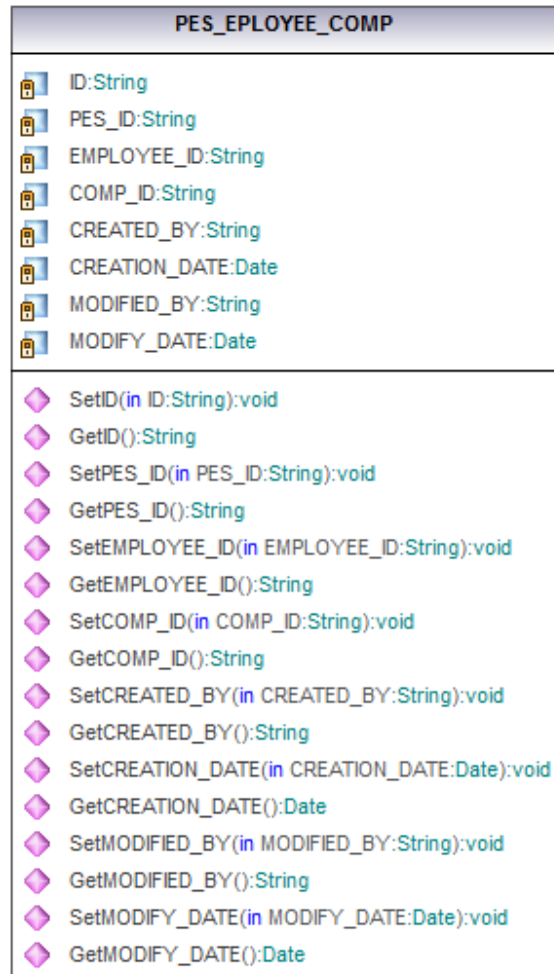 PES_EPLOYEE_COMP
ID:String
PES_ID:String
EMPLOYEE_ID:String
COMP_ID:String
CREATED_BY:String
CREATION_DATE:Date
MODIFIED_BY:String
MODIFY_DATE:Date
SetID(in ID:String):void
GetID():String
SetPES_ID(in PES_ID:String):void
GetPES_ID():String
SetEMPLOYEE_ID(in EMPLOYEE_ID:String):void
GetEMPLOYEE_ID():String
SetCOMP_ID(in COMP_ID:String):void
GetCOMP_ID():String
SetCREATED_BY(in CREATED_BY:String):void
GetCREATED_BY():String
SetCREATION_DATE(in CREATION_DATE:Date):void
GetCREATION_DATE():Date
SetMODIFIED_BY(in MODIFIED_BY:String):void
GetMODIFIED_BY():String
SetMODIFY_DATE(in MODIFY_DATE:Date):void
GetMODIFY_DATE():Date